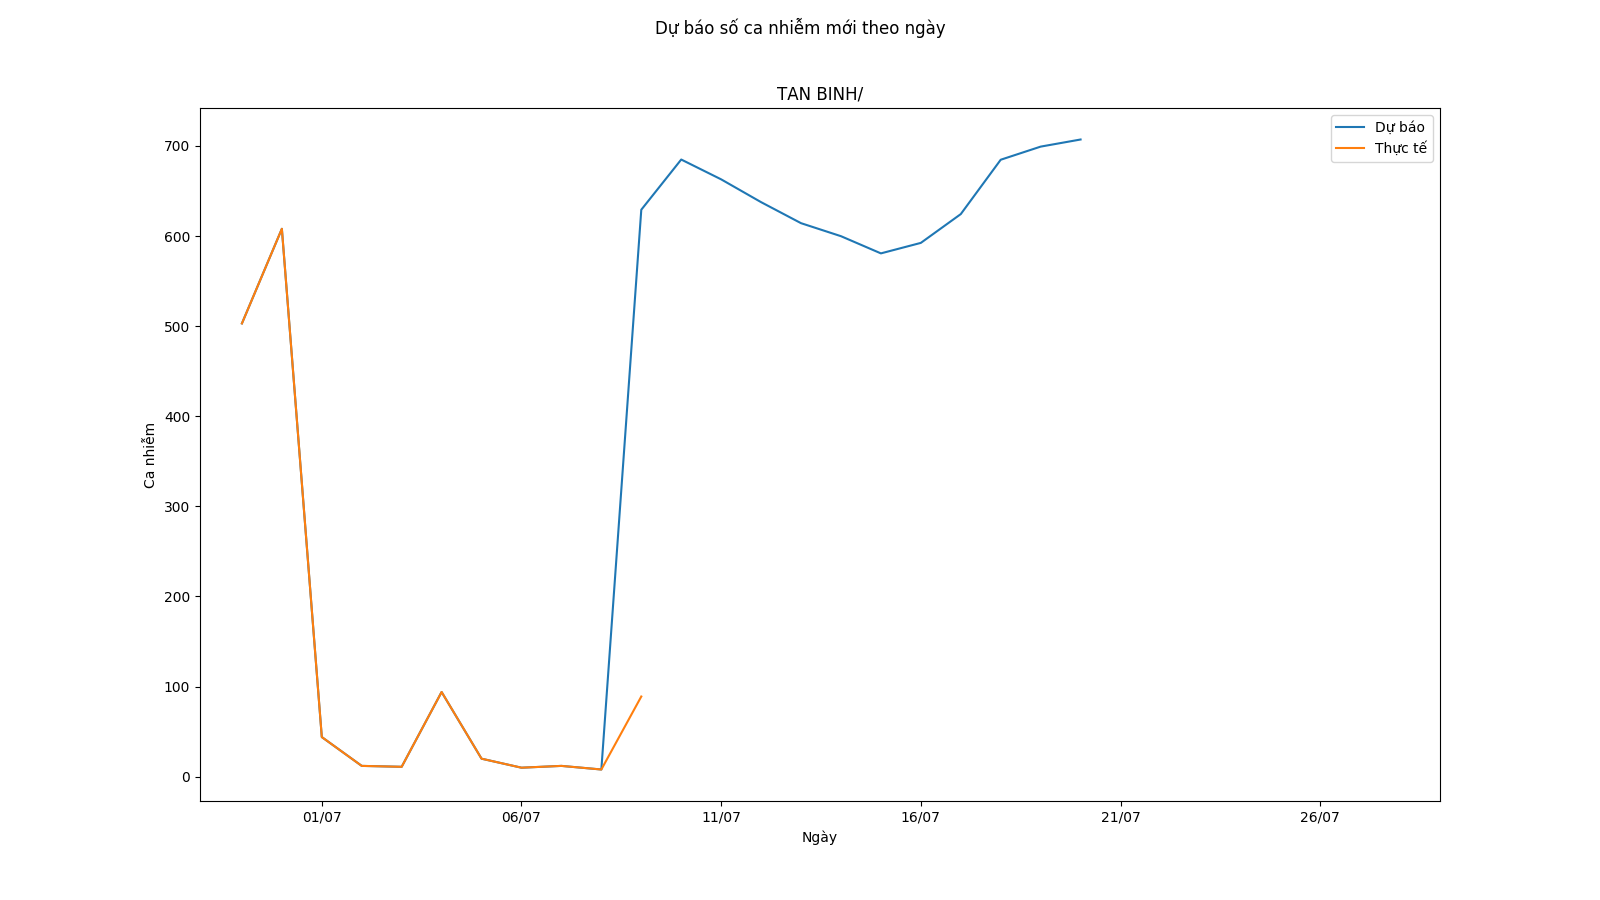 Dự báo số ca nhiễm mới theo ngày
TAN BINH/
Dự báo
Thực tế
700
600
500
400
300
200
100
0
Ca nhiễm
01/07
06/07
11/07
16/07
21/07
26/07
Ngày